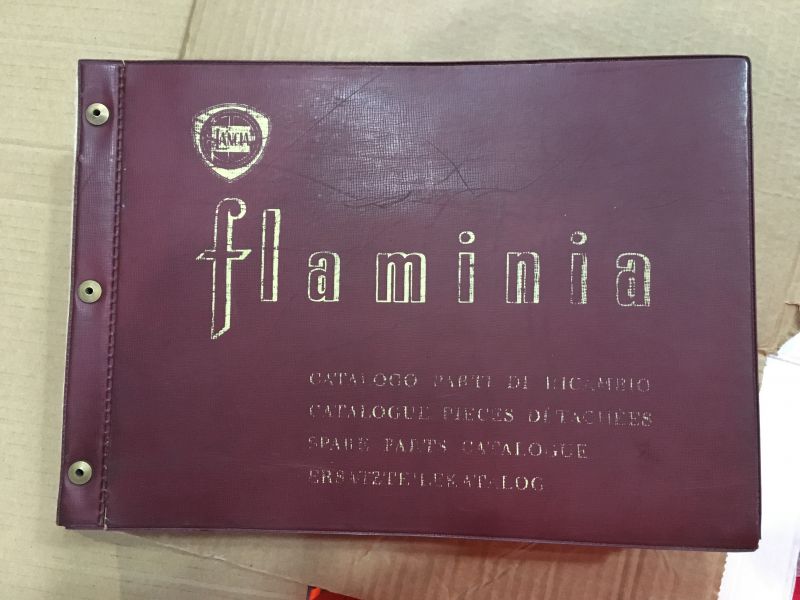 LANCIA
flaminia
CATALOGO PARTI DI RICAMBIO
CATALOGUE PIECES DÉTACHÉES
SPARE PARTS CATALOGUE
ERSATZTEILEKATALOG